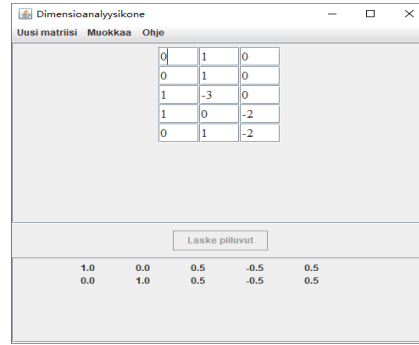 Dimensioanalyysikone
Uusi matriisi Muokkaa Ohje
0 1 0
0 1 0
1 -3 0
1 0 -2
0 1 -2
Laske piiluvut
1.0 0.0 0.5 -0.5 0.5
0.0 1.0 0.5 -0.5 0.5